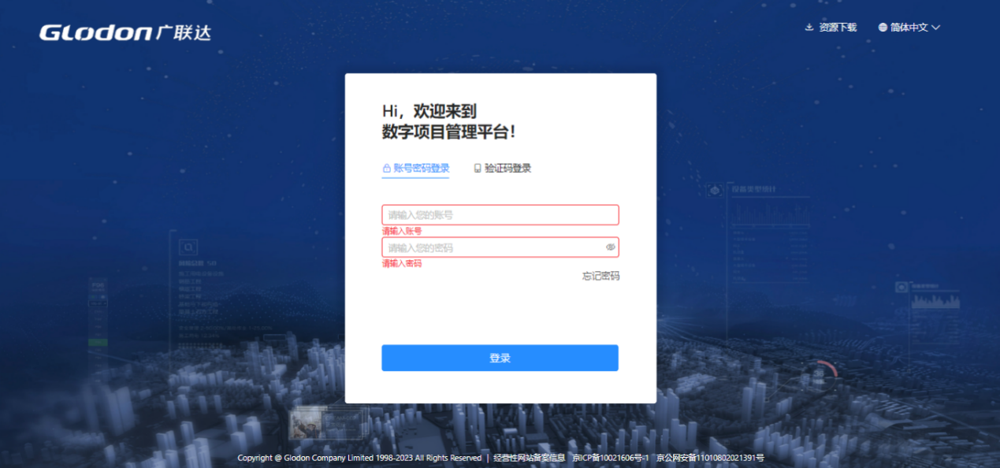 GLodon广联达
资源下载 简体中文
Hi，欢迎来到
数字项目管理平台！
账号密码登录 验证码登录
请输入您的账号
请输入账号
请输入您的密码
请输入密码
忘记密码
登录
Copyright @ Glodon Company Limited 1998-2023 All Rights Reserved | 经营性网站备案信息 京ICP备10021606号-1 京公网安备11010802021391号